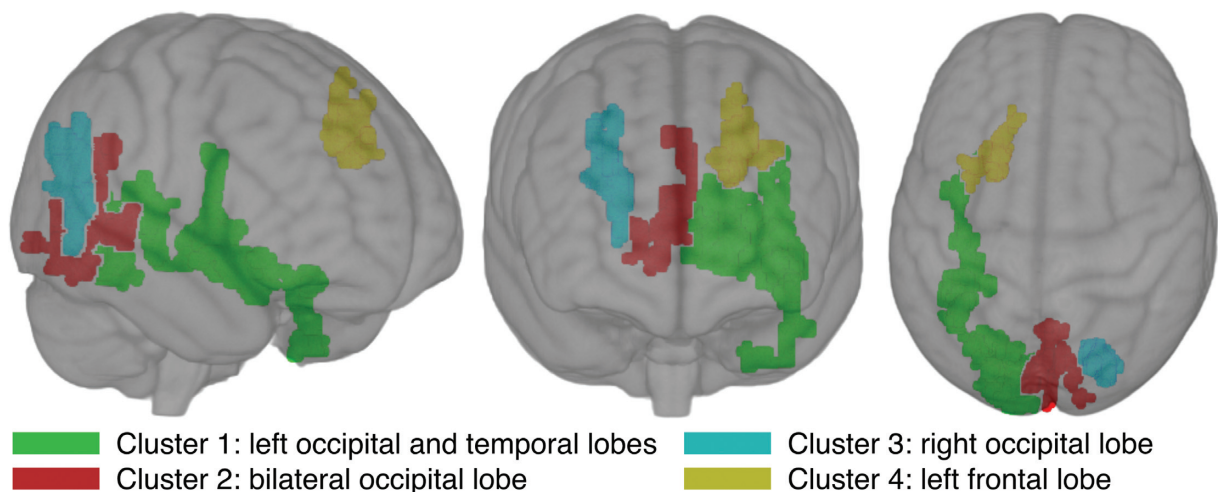 Cluster 1: left occipital and temporal lobes
Cluster 2: bilateral occipital lobe
Cluster 3: right occipital lobe
Cluster 4: left frontal lobe